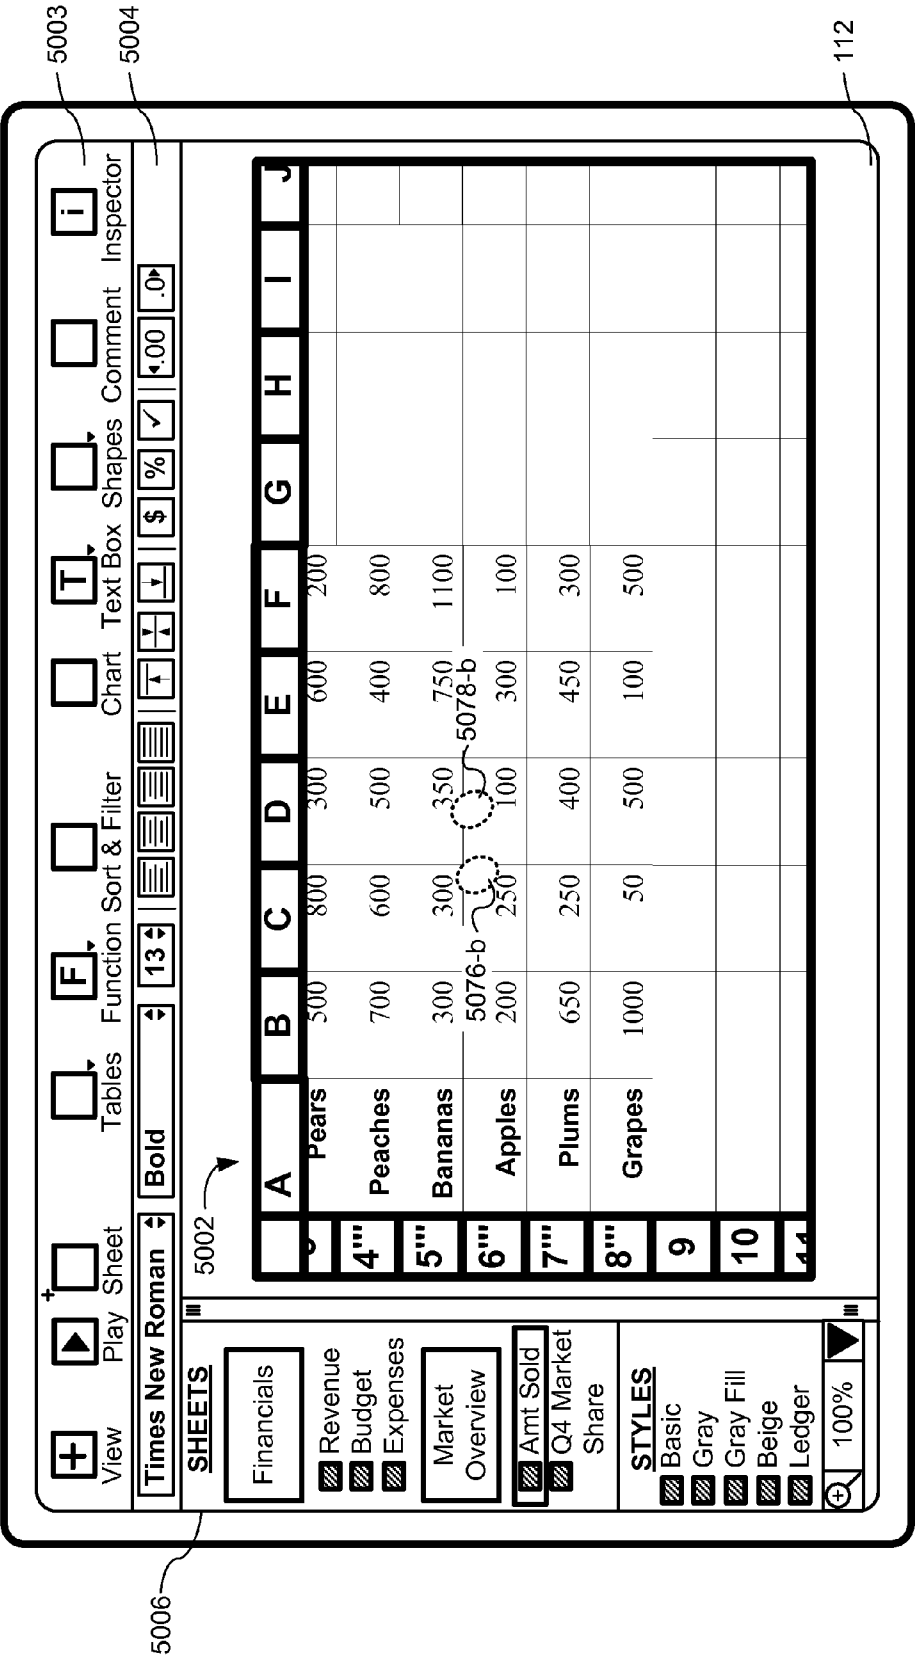 5003
5004
112
View Play Sheet Tables Function Sort & Filter Chart Text Box Shapes Comment Inspector
+ + F T i
Times New Roman Bold 13 $ % ✓ .00 .0
5002
5006
SHEETS
Financials
Revenue
Budget
Expenses
Market
Overview
Amt Sold
Q4 Market
Share
STYLES
Basic
Gray
Gray Fill
Beige
Ledger
100%
A B C D E F G H I J
Pears 500 800 300 600 200
4''' Peaches 700 600 500 400 800
5''' Bananas 300 300 350 750 1100
5076-b 5078-b
6''' Apples 200 250 100 300 100
7''' Plums 650 250 400 450 300
8''' Grapes 1000 50 500 100 500
9
10
11